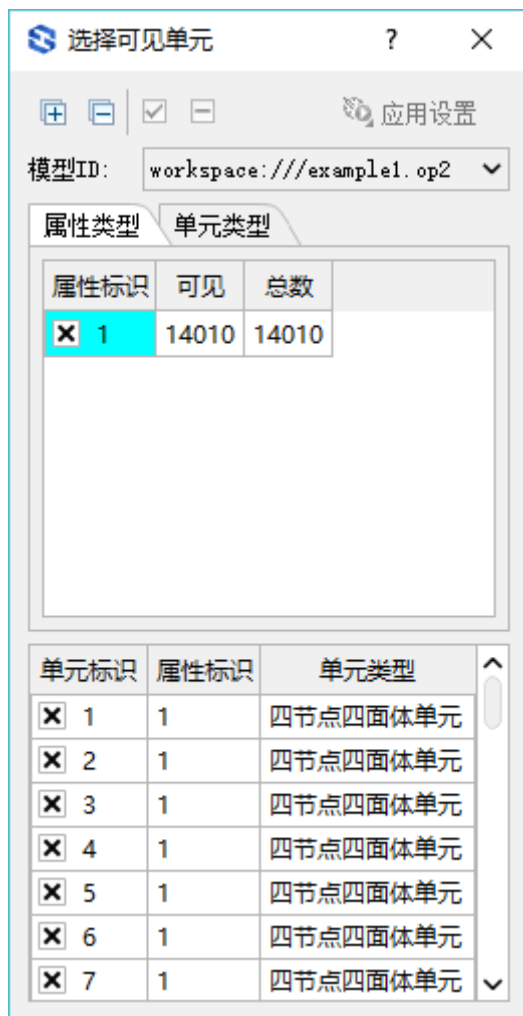 选择可见单元 ?
应用设置
模型ID: workspace:///example1.op2
属性类型 单元类型
属性标识 可见 总数
1 14010 14010
单元标识 属性标识 单元类型
1 1 四节点四面体单元
2 1 四节点四面体单元
3 1 四节点四面体单元
4 1 四节点四面体单元
5 1 四节点四面体单元
6 1 四节点四面体单元
7 1 四节点四面体单元